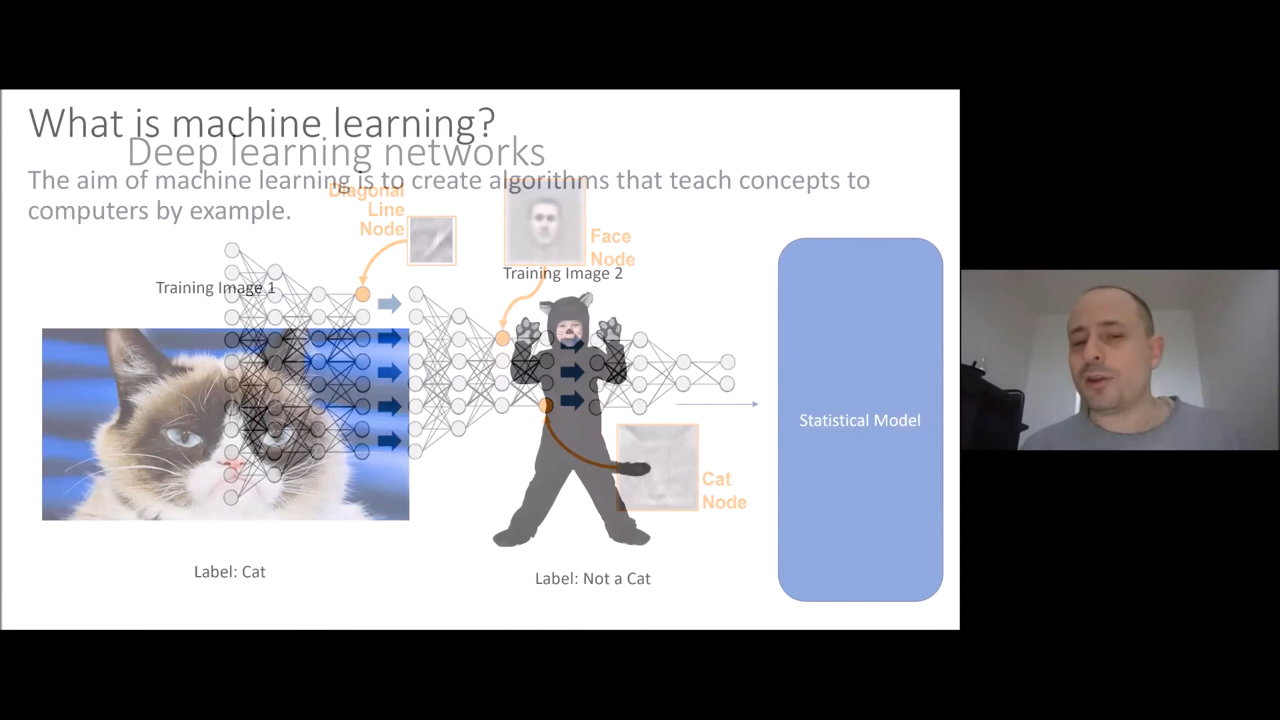 What is machine learning?
Deep learning networks
The aim of machine learning is to create algorithms that teach concepts to
computers by example.
Diagonal
Line
Node
Face
Node
Training Image 1
Training Image 2
Statistical Model
Cat
Node
Label: Cat
Label: Not a Cat